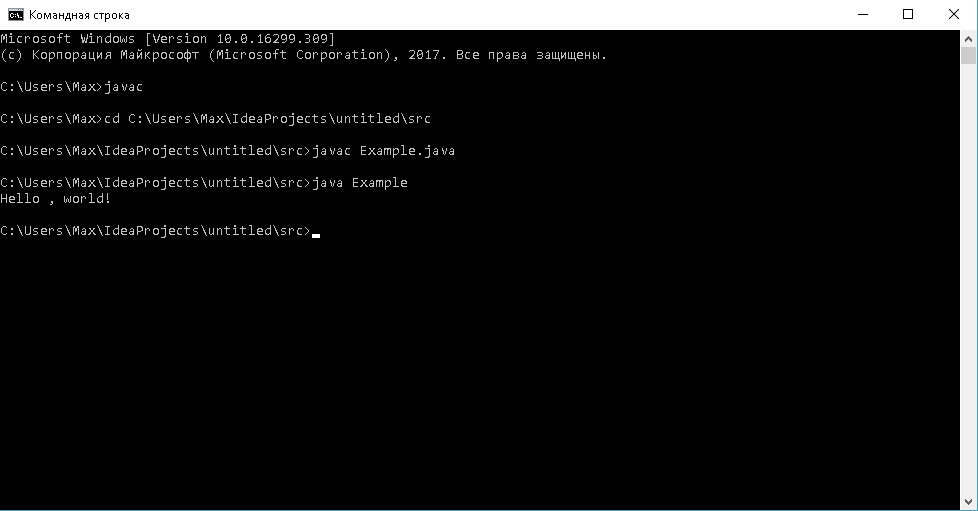 Командная строка
Microsoft Windows [Version 10.0.16299.309]
(c) Корпорация Майкрософт (Microsoft Corporation), 2017. Все права защищены.
C:\Users\Max>javac
C:\Users\Max>cd C:\Users\Max\IdeaProjects\untitled\src
C:\Users\Max\IdeaProjects\untitled\src>javac Example.java
C:\Users\Max\IdeaProjects\untitled\src>java Example
Hello , world!
C:\Users\Max\IdeaProjects\untitled\src>